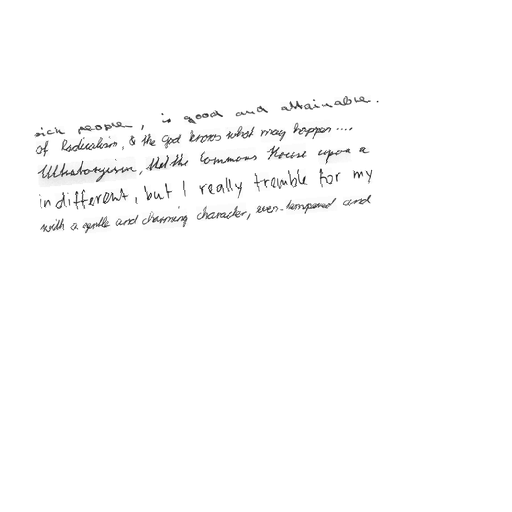 sick people, is good and attainable.
of Radicalism, & the God knows what may happen....
Ultratoryism, that the Commons House upon a
indifferent, but I really tremble for my
with a gentle and charming character, even-tempered and